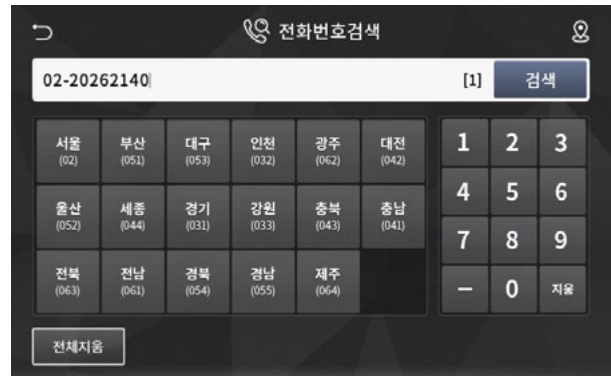 전화번호검색
02-20262140 [1] 검색
서울 부산 대구 인천 광주 대전
(02) (051) (053) (032) (062) (042)
울산 세종 경기 강원 충북 충남
(052) (044) (031) (033) (043) (041)
전북 전남 경북 경남 제주
(063) (061) (054) (055) (064)
1 2 3
4 5 6
7 8 9
- 0 지움
전체지움